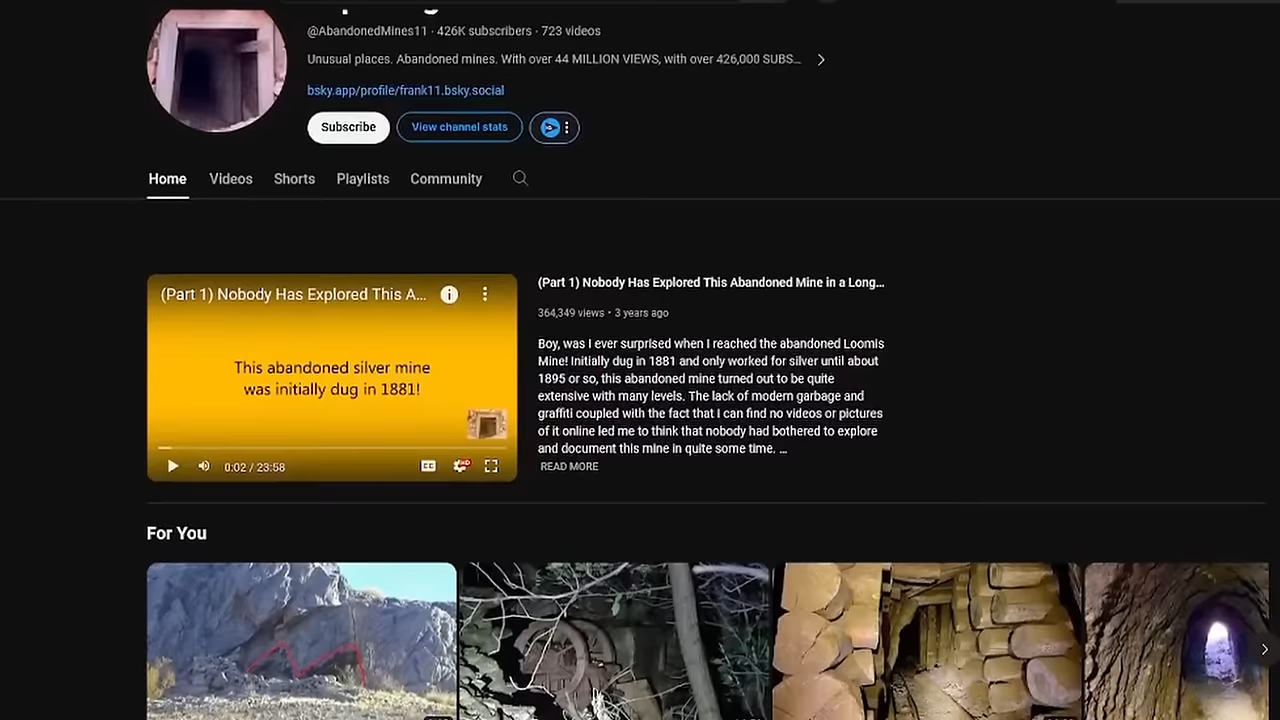 @AbandonedMines11 · 426K subscribers · 723 videos
Unusual places. Abandoned mines. With over 44 MILLION VIEWS, with over 426,000 SUBS...
bsky.app/profile/frank11.bsky.social
Subscribe
View channel stats
Home Videos Shorts Playlists Community
(Part 1) Nobody Has Explored This A...
This abandoned silver mine
was initially dug in 1881!
0:02 / 23:58
CC
HD
(Part 1) Nobody Has Explored This Abandoned Mine in a Long...
364,349 views • 3 years ago
Boy, was I ever surprised when I reached the abandoned Loomis
Mine! Initially dug in 1881 and only worked for silver until about
1895 or so, this abandoned mine turned out to be quite
extensive with many levels. The lack of modern garbage and
graffiti coupled with the fact that I can find no videos or pictures
of it online led me to think that nobody had bothered to explore
and document this mine in quite some time. ...
READ MORE
For You